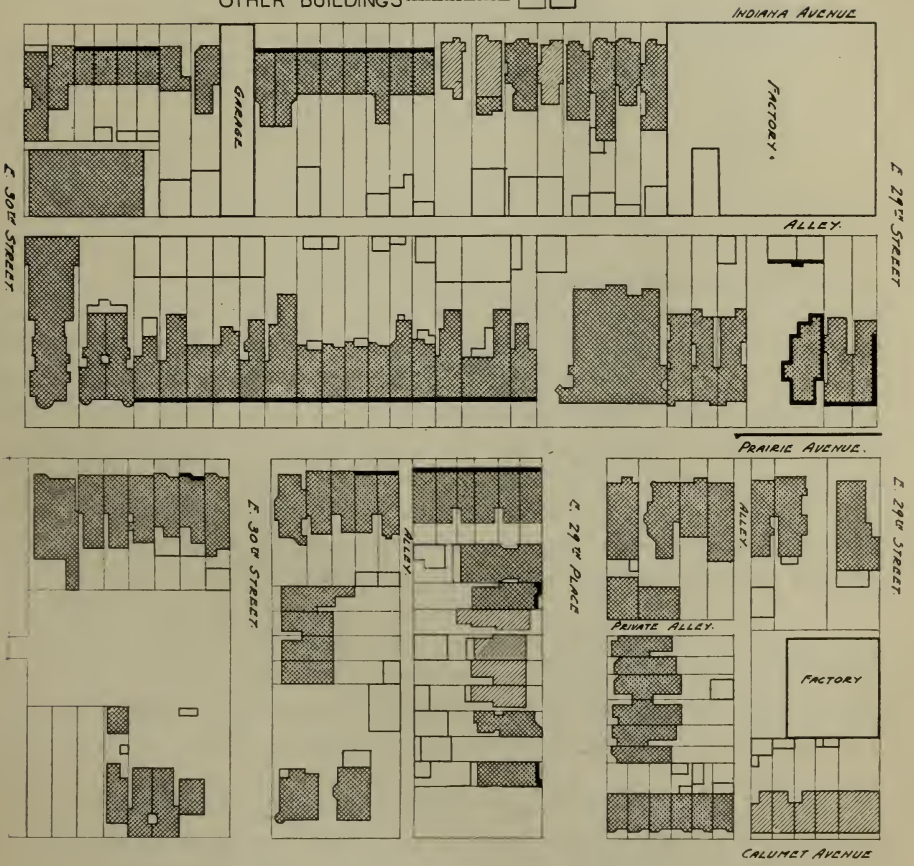 OTHER BUILDINGS
INDIANA AVENUE
GARAGE
FACTORY.
E. 30TH STREET.
E. 29TH STREET
ALLEY.
PRAIRIE AVENUE.
E. 30TH STREET
ALLEY
E. 29TH PLACE
ALLEY.
E. 29TH STREET
PRIVATE ALLEY.
FACTORY
CALUMET AVENUE